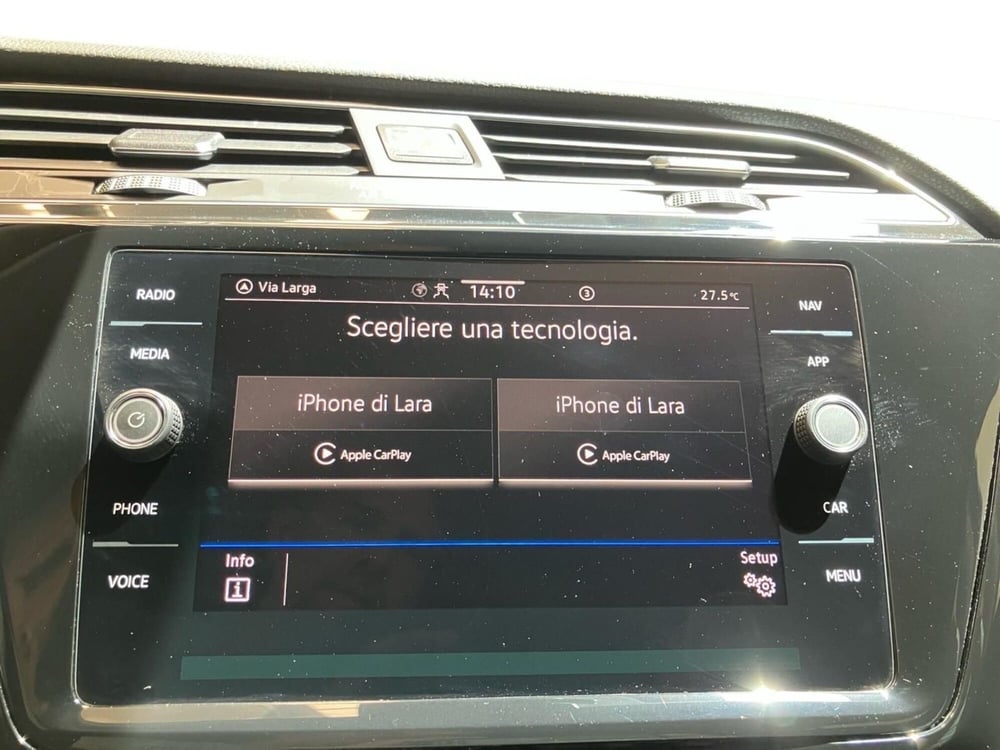 RADIO
MEDIA
PHONE
VOICE
Via Larga
14:10
3
27.5°C
Scegliere una tecnologia.
iPhone di Lara
Apple CarPlay
iPhone di Lara
Apple CarPlay
Info
i
Setup
NAV
APP
CAR
MENU